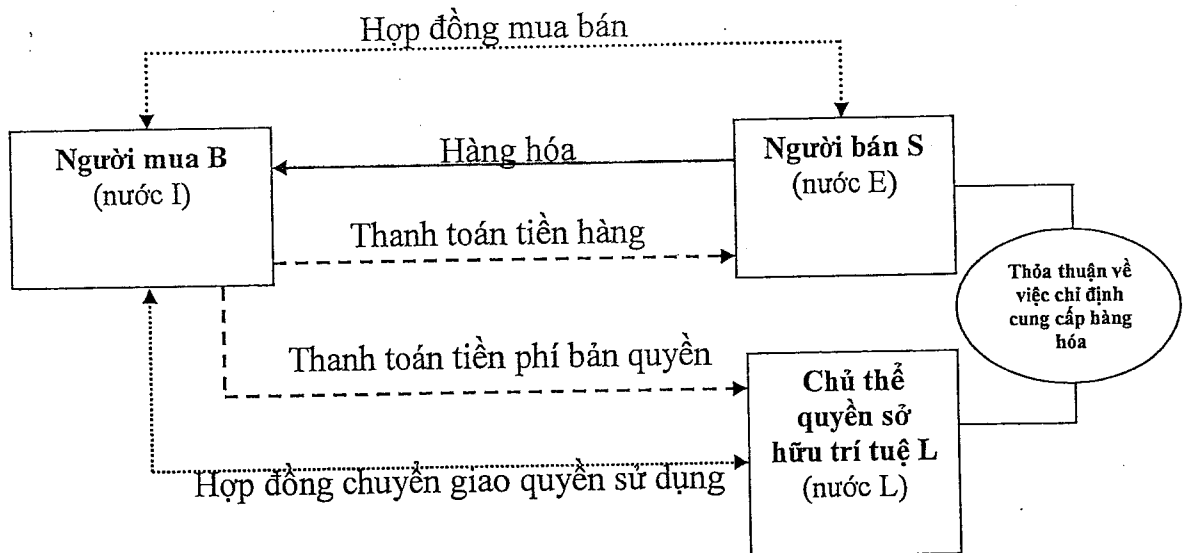 Hợp đồng mua bán
Người mua B
(nước I)
Hàng hóa
Người bán S
(nước E)
Thanh toán tiền hàng
Thỏa thuận về
việc chỉ định
cung cấp hàng
hóa
Thanh toán tiền phí bản quyền
Chủ thể
quyền sở
hữu trí tuệ L
(nước L)
Hợp đồng chuyển giao quyền sử dụng